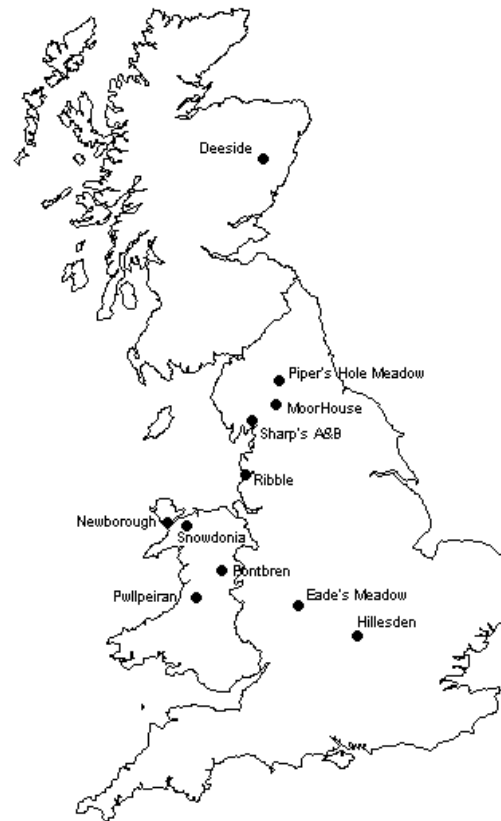 Deeside
Piper's Hole Meadow
MoorHouse
Sharp's A&B
Ribble
Newborough
Snowdonia
Pontbren
Pwllpeiran
Eade's Meadow
Hillesden